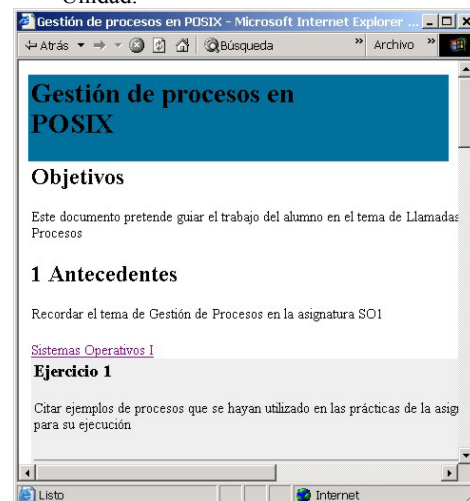 Unidad.
Gestión de procesos en POSIX - Microsoft Internet Explorer ...
Atrás Búsqueda » Archivo »
Gestión de procesos en
POSIX
Objetivos
Este documento pretende guiar el trabajo del alumno en el tema de Llamadas
Procesos
1 Antecedentes
Recordar el tema de Gestión de Procesos en la asignatura SO1
Sistemas Operativos I
Ejercicio 1
Citar ejemplos de procesos que se hayan utilizado en las prácticas de la asig
para su ejecución
Listo Internet